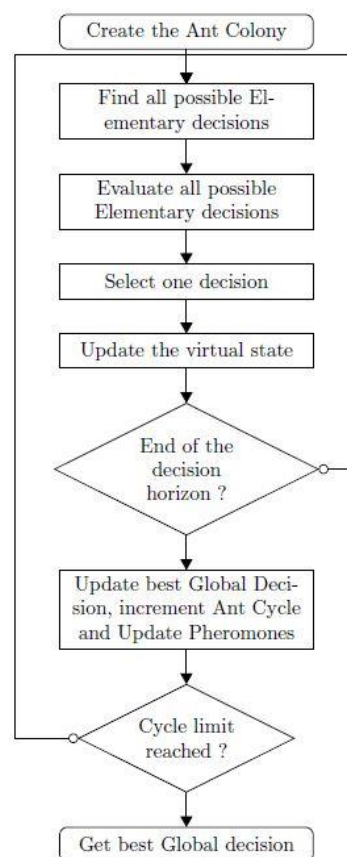 Create the Ant Colony
Find all possible El-
ementary decisions
Evaluate all possible
Elementary decisions
Select one decision
Update the virtual state
End of the
decision
horizon ?
Update best Global Deci-
sion, increment Ant Cycle
and Update Pheromones
Cycle limit
reached ?
Get best Global decision